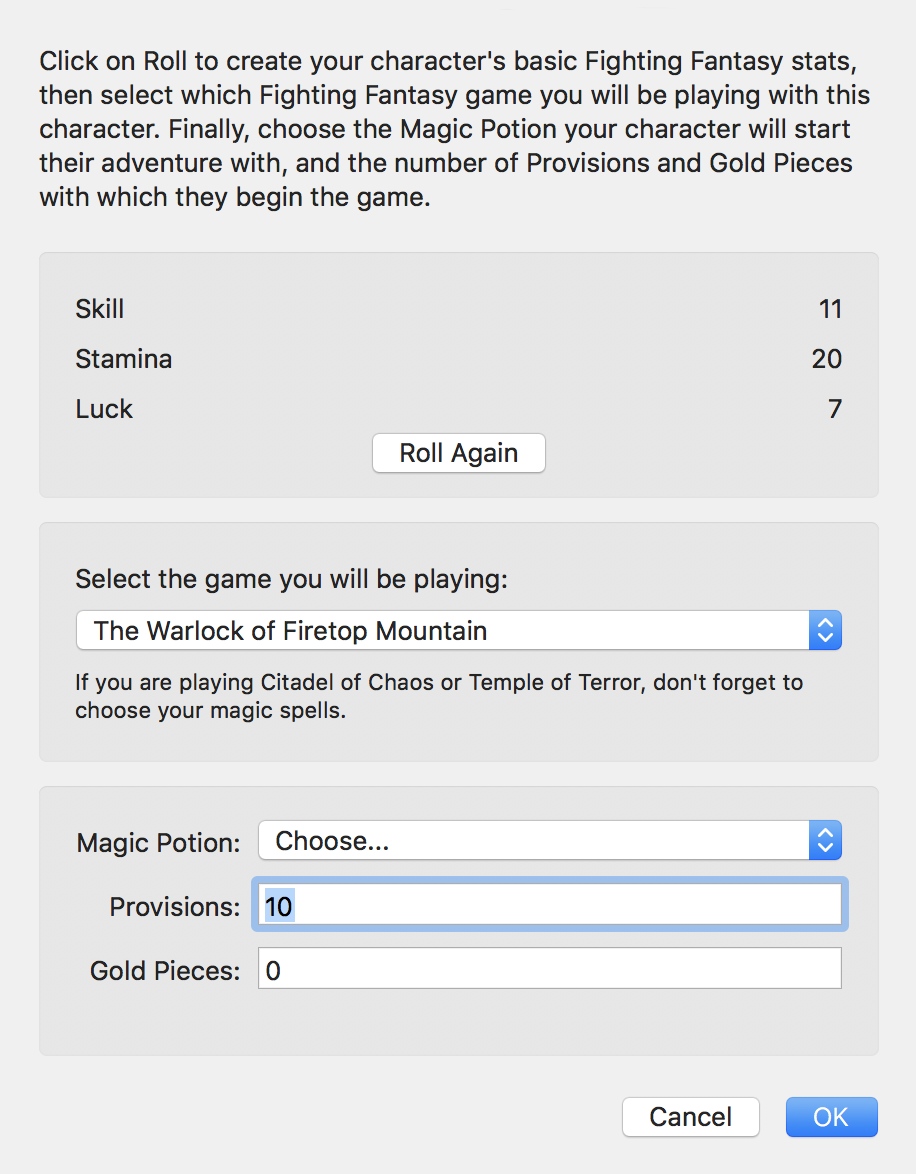 Click on Roll to create your character's basic Fighting Fantasy stats,
then select which Fighting Fantasy game you will be playing with this
character. Finally, choose the Magic Potion your character will start
their adventure with, and the number of Provisions and Gold Pieces
with which they begin the game.
Skill 11
Stamina 20
Luck 7
Roll Again
Select the game you will be playing:
The Warlock of Firetop Mountain
If you are playing Citadel of Chaos or Temple of Terror, don't forget to
choose your magic spells.
Magic Potion: Choose...
Provisions: 10
Gold Pieces: 0
Cancel OK